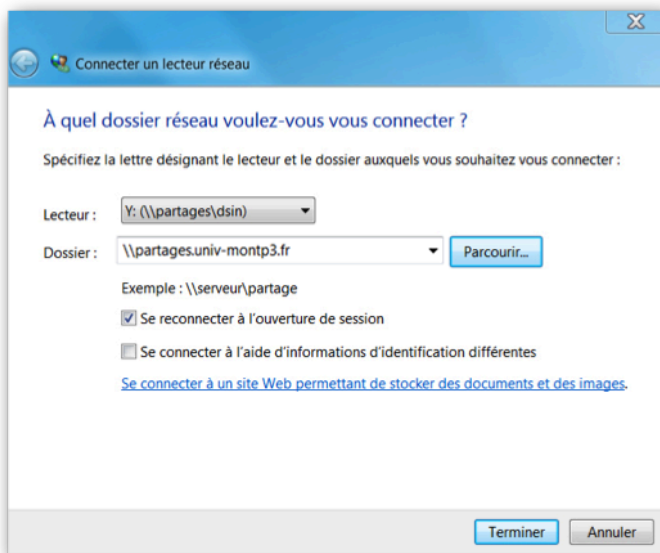 Connecter un lecteur réseau
À quel dossier réseau voulez-vous vous connecter ?
Spécifiez la lettre désignant le lecteur et le dossier auxquels vous souhaitez vous connecter :
Lecteur : Y: (\\partages\dsin)
Dossier : \\partages.univ-montp3.fr Parcourir...
Exemple : \\serveur\partage
Se reconnecter à l'ouverture de session
Se connecter à l'aide d'informations d'identification différentes
Se connecter à un site Web permettant de stocker des documents et des images.
Terminer Annuler